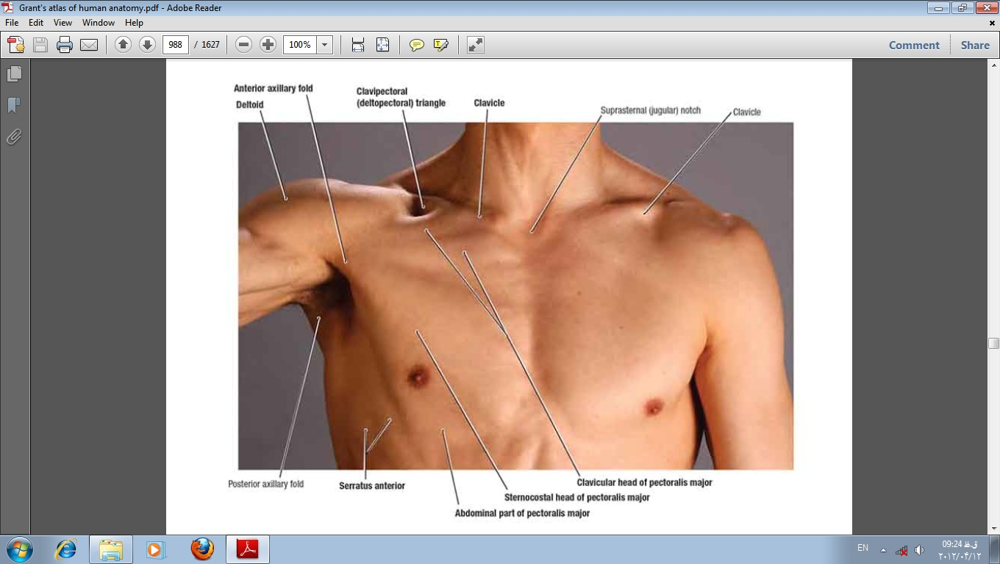 Grant's atlas of human anatomy.pdf - Adobe Reader
File Edit View Window Help
988 / 1627
100%
Comment Share
Anterior axillary fold
Deltoid
Clavipectoral
(deltopectoral) triangle
Clavicle
Suprasternal (jugular) notch
Clavicle
Posterior axillary fold
Serratus anterior
Clavicular head of pectoralis major
Sternocostal head of pectoralis major
Abdominal part of pectoralis major
EN
09:24 ق.ظ
٢٠١٢/٠٤/١٢